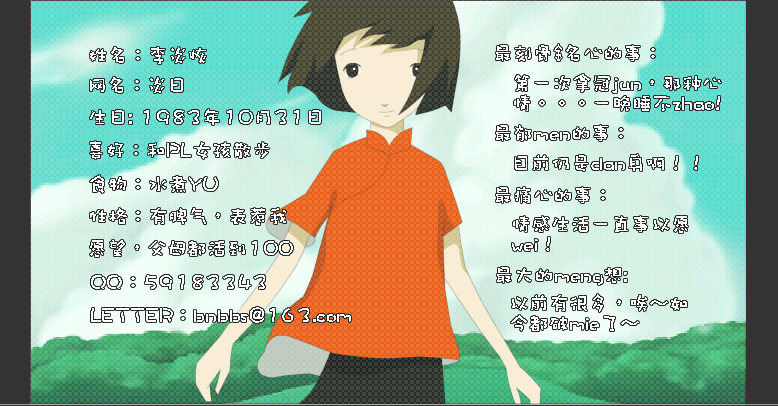 姓名：李炎炫
网名：炎日
生日: 1983年10月31日
喜好：和PL女孩散步
食物：水煮YU
性格：有脾气，表惹我
愿望，父母都活到100
QQ：59183343
LETTER：bnbbs@163.com
最刻骨名心的事：
第一次拿冠jun，那种心
情。。。一晚睡不zhao!
最郁men的事：
目前仍是dan身啊！！
最痛心的事：
情感生活一直事以愿
wei！
最大的meng想:
以前有很多，唉～如
今都破mie了～